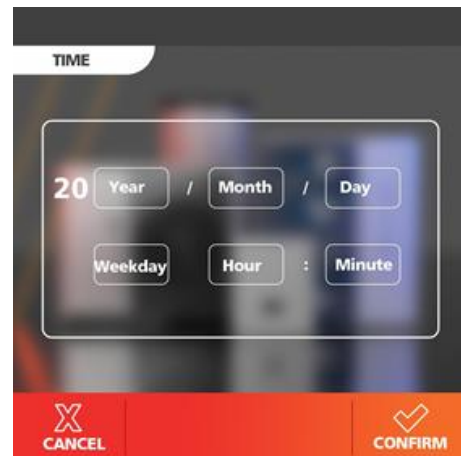 TIME
20 Year / Month / Day
Weekday Hour : Minute
CANCEL CONFIRM